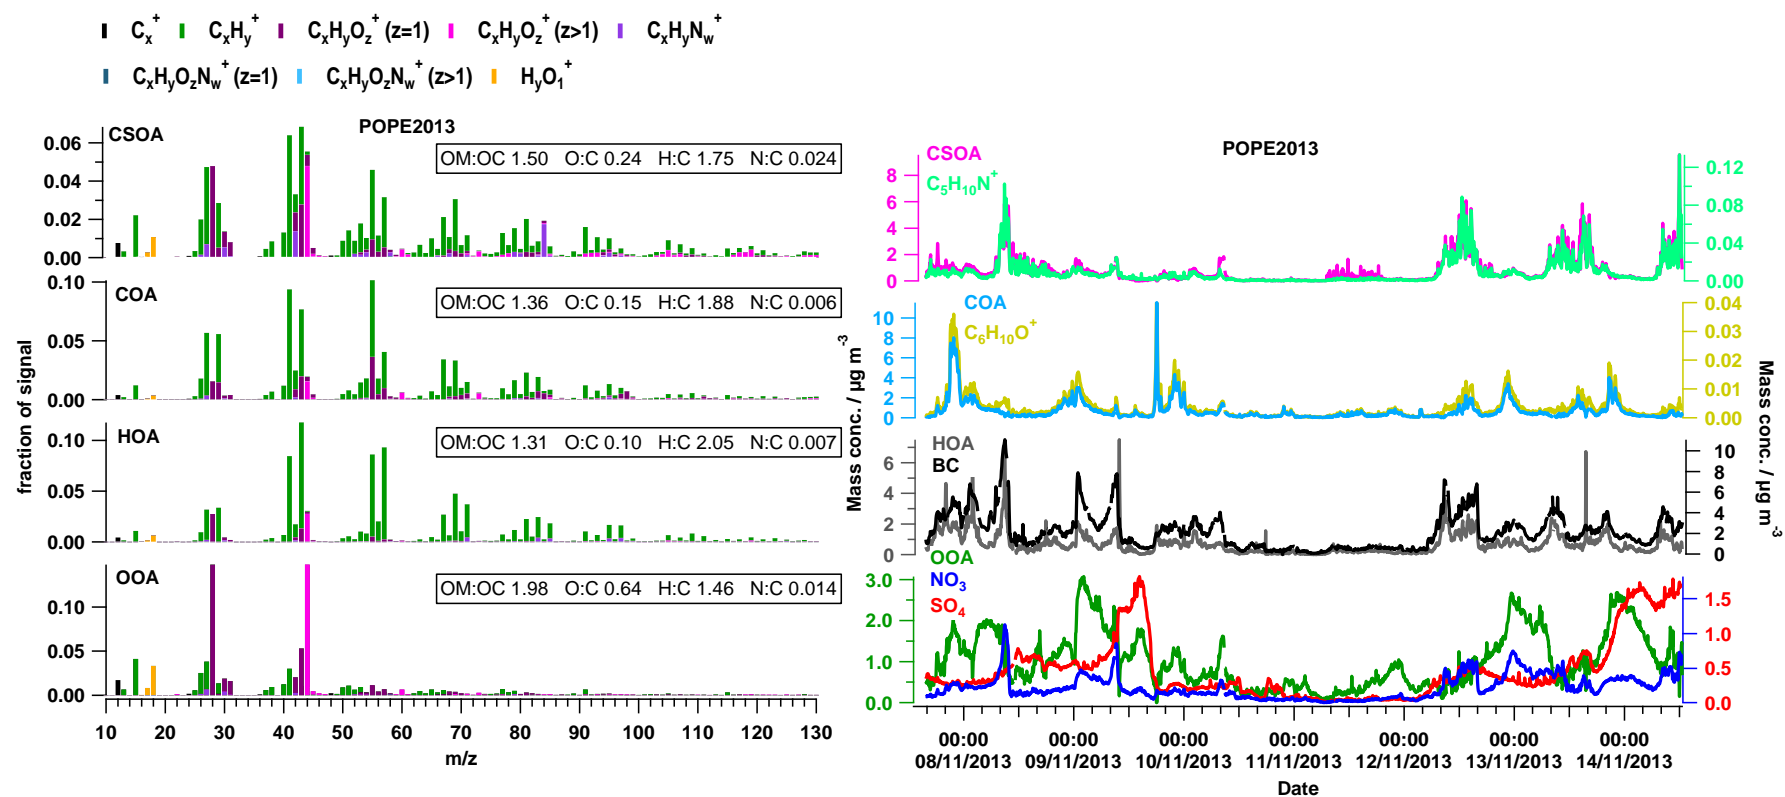 Cx+ CxHy+ CxHyOz+ (z=1) CxHyOz+ (z>1) CxHyNw+
CxHyOzNw+ (z=1) CxHyOzNw+ (z>1) HyO1+
POPE2013
CSOA
OM:OC 1.50 O:C 0.24 H:C 1.75 N:C 0.024
0.06
0.04
0.02
0.00
COA
OM:OC 1.36 O:C 0.15 H:C 1.88 N:C 0.006
0.10
0.05
0.00
HOA
OM:OC 1.31 O:C 0.10 H:C 2.05 N:C 0.007
0.10
0.05
0.00
OOA
OM:OC 1.98 O:C 0.64 H:C 1.46 N:C 0.014
0.10
0.05
0.00
fraction of signal
10 20 30 40 50 60 70 80 90 100 110 120 130
m/z
POPE2013
CSOA
C5H10N+
8
6
4
2
0
0.12
0.08
0.04
0.00
COA
C6H10O+
10
8
6
4
2
0
0.04
0.03
0.02
0.01
0.00
HOA
BC
6
4
2
0
10
8
6
4
2
0
OOA
NO3
SO4
3.0
2.0
1.0
0.0
1.5
1.0
0.5
0.0
Mass conc. / µg m-3
Mass conc. / µg m-3
00:00 00:00 00:00 00:00 00:00 00:00 00:00
08/11/2013 09/11/2013 10/11/2013 11/11/2013 12/11/2013 13/11/2013 14/11/2013
Date